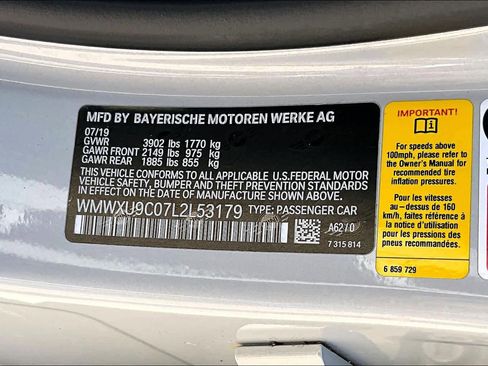 MFD BY BAYERISCHE MOTOREN WERKE AG
07/19
GVWR 3902 lbs 1770 kg
GAWR FRONT 2149 lbs 975 kg
GAWR REAR 1885 lbs 855 kg
THIS VEHICLE CONFORMS TO ALL APPLICABLE U.S.FEDERAL MOTOR
VEHICLE SAFETY, BUMPER AND THEFT PREVENTION STANDARDS
IN EFFECT ON THE DATE OF MANUFACTURE SHOWN ABOVE.
WMWXU9C07L2L53179 TYPE: PASSENGER CAR
A6270
7 315 814
IMPORTANT!
For speeds above
100mph, please refer to
the Owner's Manual for
recommended tire
inflation pressures.
Pour les vitesses
au-dessus de 160
km/h, faites référence à
la notice d'utilisation
pour les pressions de
pneus recommandées.
6 859 729